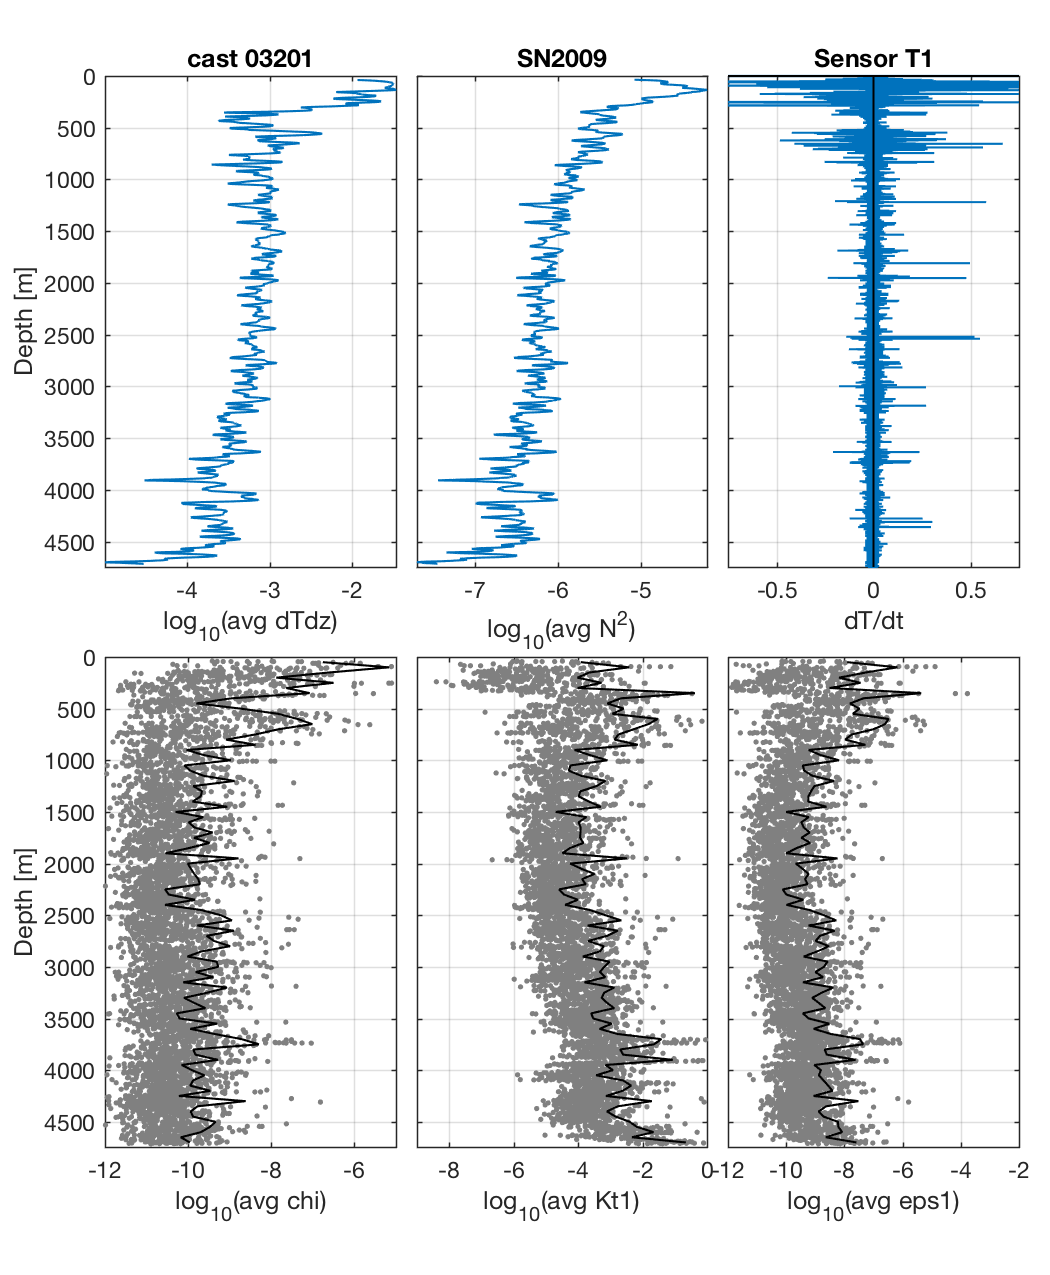 cast 03201 SN2009 Sensor T1
0
500
1000
1500
2000
2500
3000
3500
4000
4500
Depth [m]
-4 -3 -2 -7 -6 -5 -0.5 0 0.5
log10(avg dTdz) log10(avg N2) dT/dt
0
500
1000
1500
2000
2500
3000
3500
4000
4500
Depth [m]
-12 -10 -8 -6 -8 -6 -4 -2 0 -12 -10 -8 -6 -4 -2
log10(avg chi) log10(avg Kt1) log10(avg eps1)